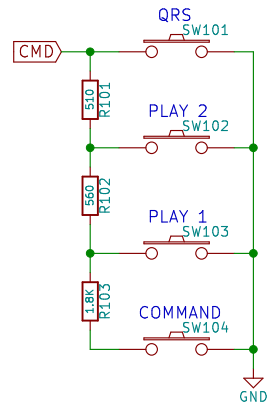 QRS
SW101
CMD
510
R101
PLAY 2
SW102
560
R102
PLAY 1
SW103
1.8K
R103
COMMAND
SW104
GND